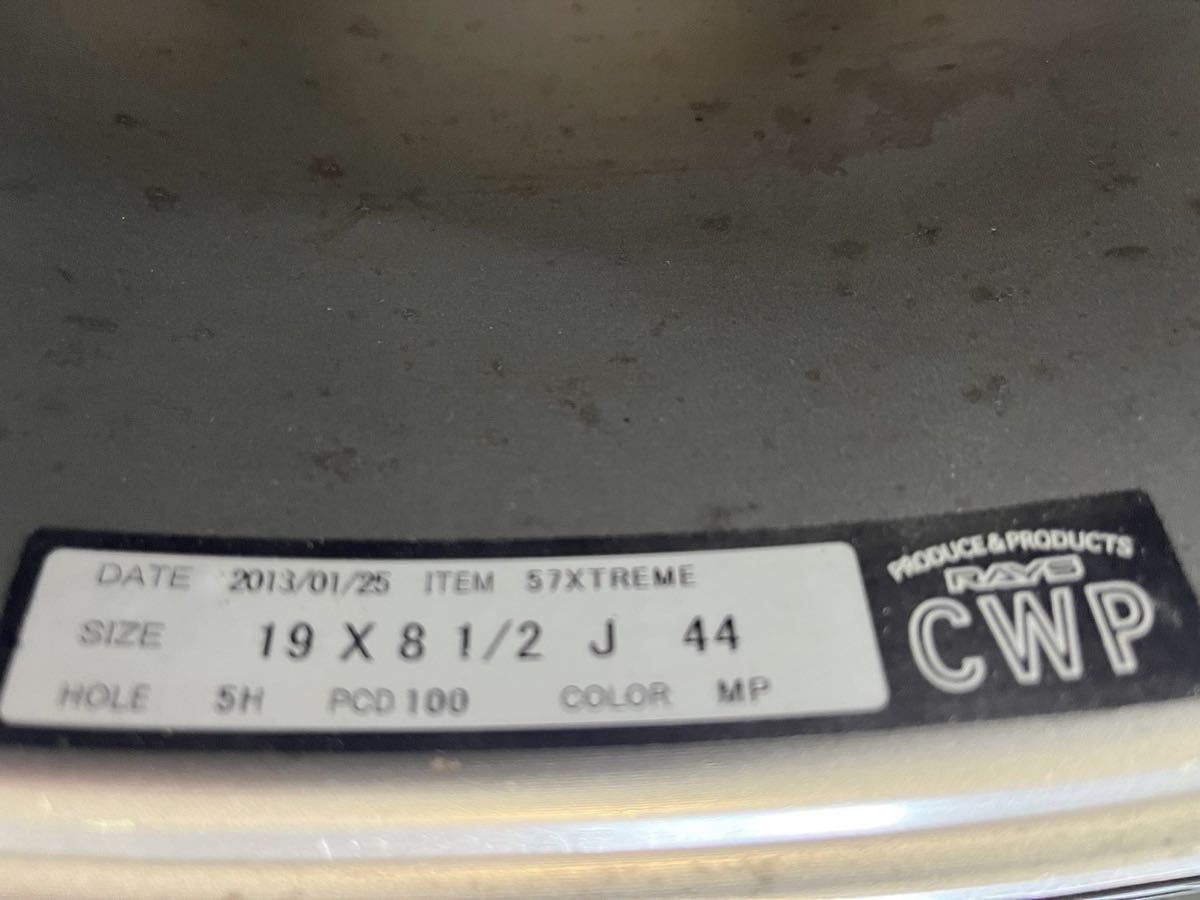 DATE 2013/01/25 ITEM 57XTREME
SIZE 19 X 8 1/2 J 44
HOLE 5H PCD 100 COLOR MP
PRODUCE & PRODUCTS
RAYS
CWP